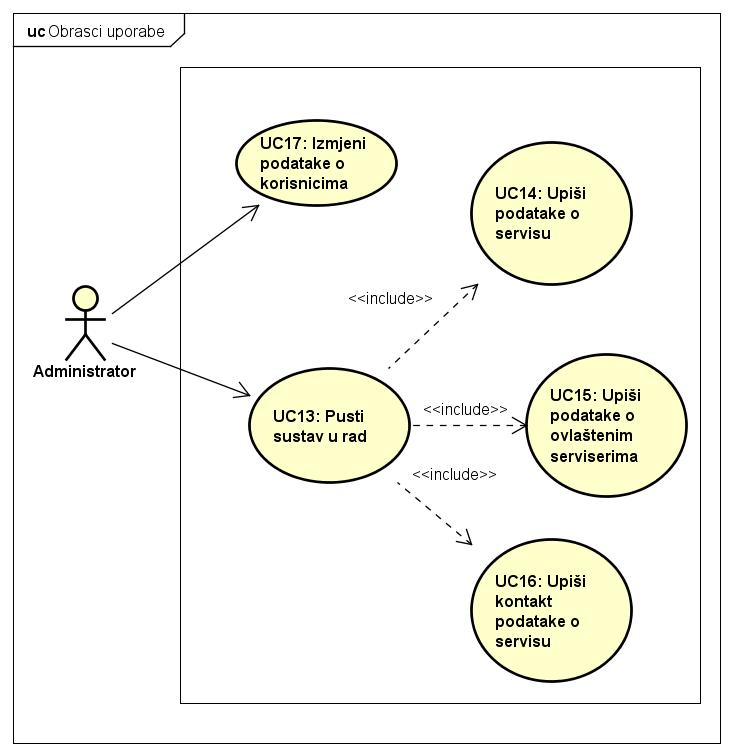 uc Obrasci uporabe
UC17: Izmjeni
podatake o
korisnicima
UC14: Upiši
podatake o
servisu
<<include>>
Administrator
UC13: Pusti
sustav u rad
<<include>>
UC15: Upiši
podatake o
ovlaštenim
serviserima
<<include>>
UC16: Upiši
kontakt
podatake o
servisu